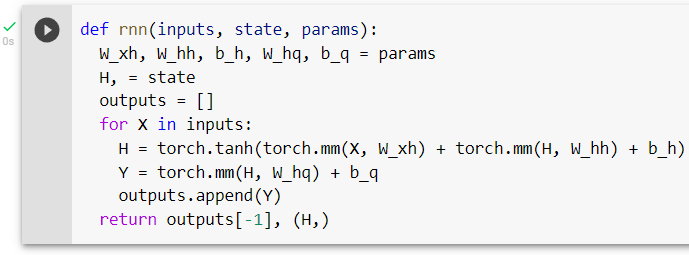 def rnn(inputs, state, params):
  W_xh, W_hh, b_h, W_hq, b_q = params
  H, = state
  outputs = []
  for X in inputs:
    H = torch.tanh(torch.mm(X, W_xh) + torch.mm(H, W_hh) + b_h)
    Y = torch.mm(H, W_hq) + b_q
    outputs.append(Y)
  return outputs[-1], (H,)
0s